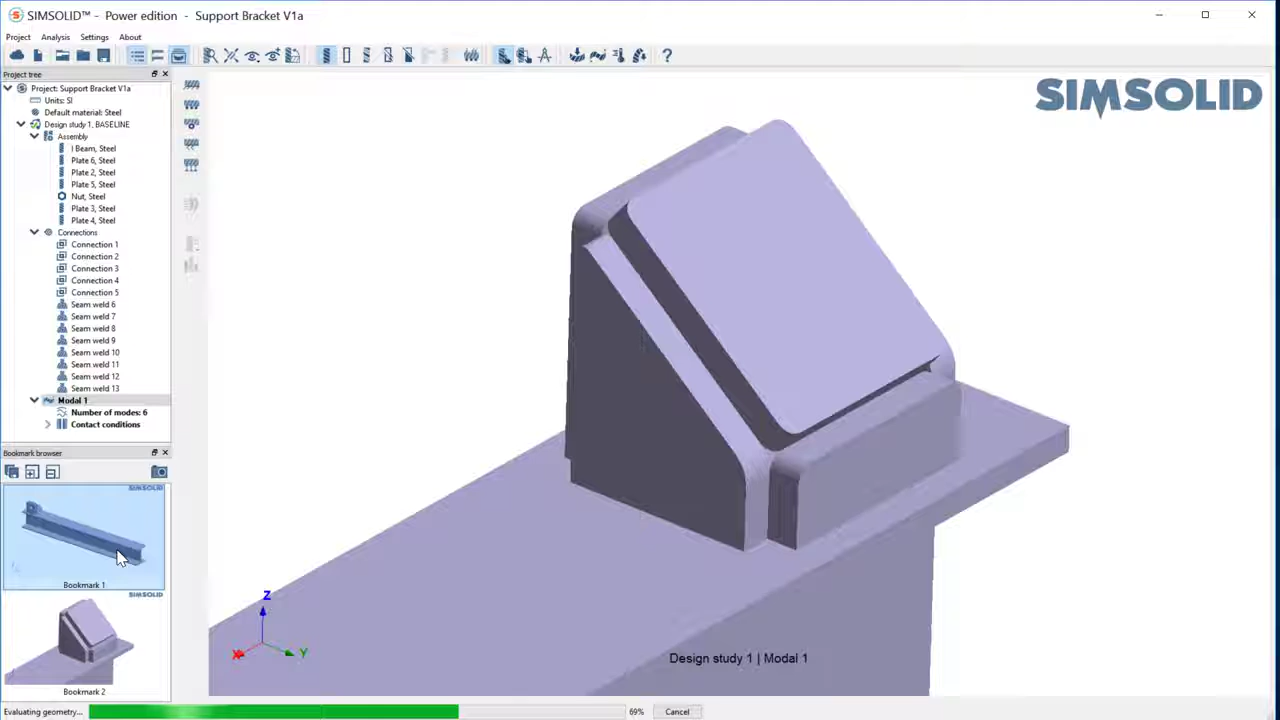 SIMSOLID™ - Power edition - Support Bracket V1a
Project Analysis Settings About
Project tree
Project: Support Bracket V1a
Units: SI
Default material: Steel
Design study 1, BASELINE
Assembly
I Beam, Steel
Plate 6, Steel
Plate 2, Steel
Plate 5, Steel
Nut, Steel
Plate 3, Steel
Plate 4, Steel
Connections
Connection 1
Connection 2
Connection 3
Connection 4
Connection 5
Seam weld 6
Seam weld 7
Seam weld 8
Seam weld 9
Seam weld 10
Seam weld 11
Seam weld 12
Seam weld 13
Modal 1
Number of modes: 6
Contact conditions
Bookmark browser
SIMSOLID
Bookmark 1
SIMSOLID
Bookmark 2
SIMSOLID
Z
X
Y
Design study 1 | Modal 1
Evaluating geometry... 69% Cancel